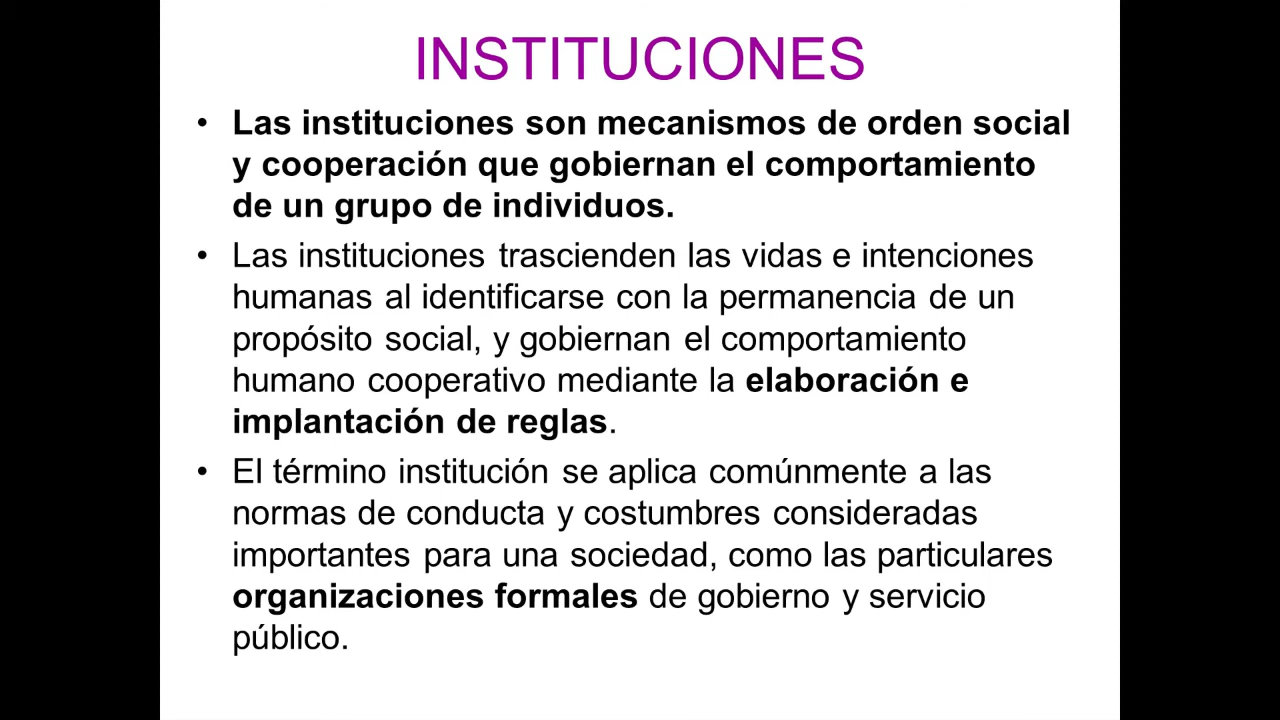 INSTITUCIONES
• Las instituciones son mecanismos de orden social
y cooperación que gobiernan el comportamiento
de un grupo de individuos.
• Las instituciones trascienden las vidas e intenciones
humanas al identificarse con la permanencia de un
propósito social, y gobiernan el comportamiento
humano cooperativo mediante la elaboración e
implantación de reglas.
• El término institución se aplica comúnmente a las
normas de conducta y costumbres consideradas
importantes para una sociedad, como las particulares
organizaciones formales de gobierno y servicio
público.